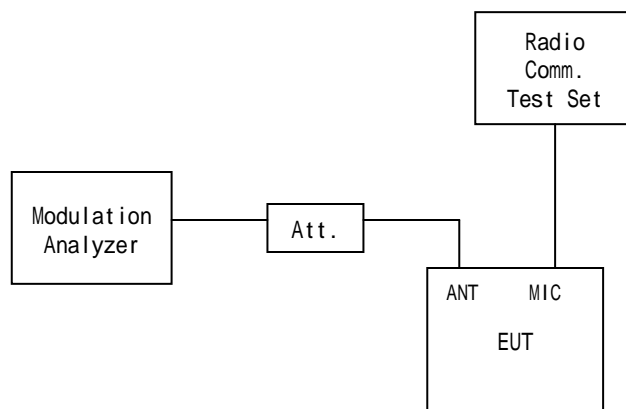 Radio
Comm.
Test Set
Modulation
Analyzer
Att.
ANT MIC
EUT